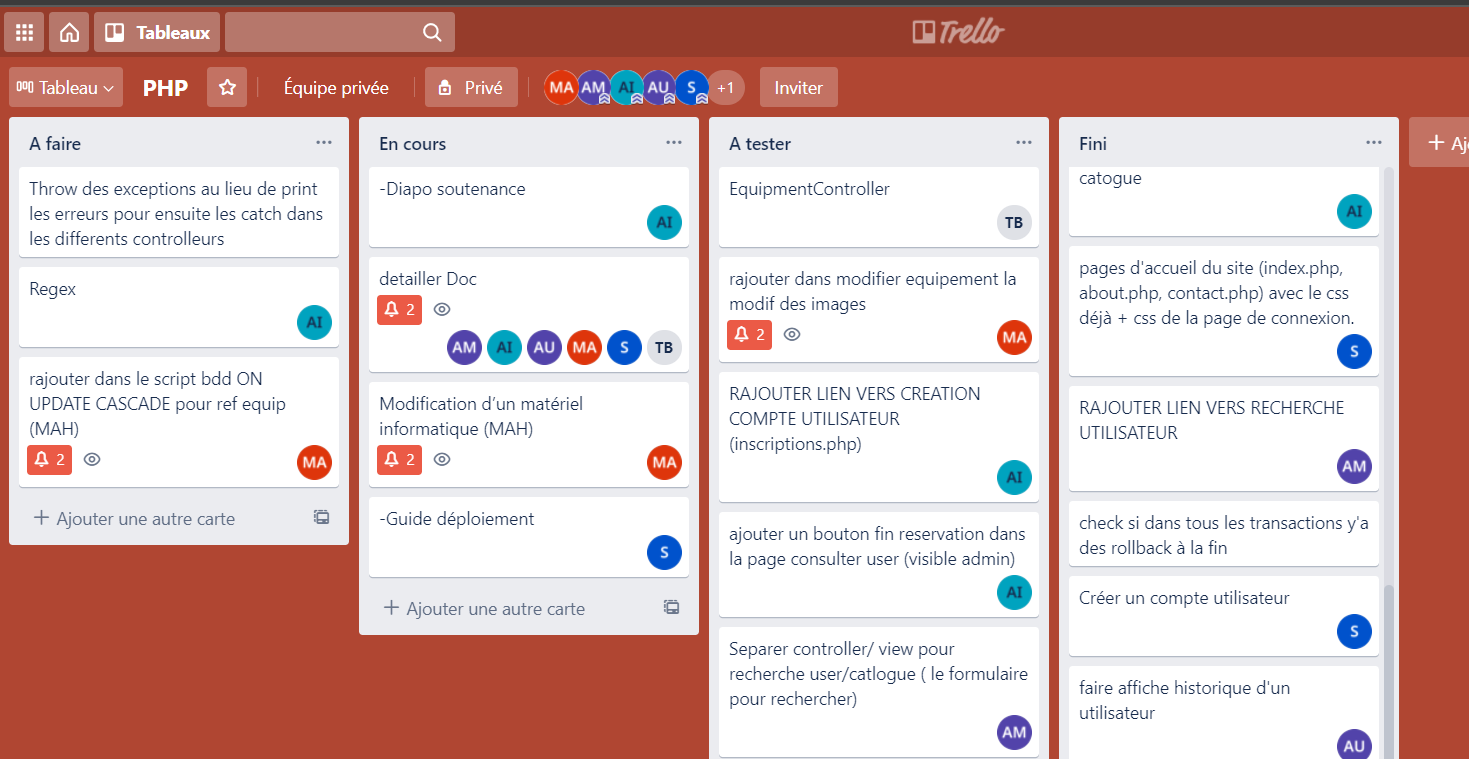 Tableaux
Trello
Tableau
PHP
Équipe privée
Privé
MA
AM
AI
AU
S
+1
Inviter
A faire
Throw des exceptions au lieu de print
les erreurs pour ensuite les catch dans
les differents controlleurs
Regex
AI
rajouter dans le script bdd ON
UPDATE CASCADE pour ref equip
(MAH)
2
MA
+ Ajouter une autre carte
En cours
-Diapo soutenance
AI
detailler Doc
2
AM
AI
AU
MA
S
TB
Modification d’un matériel
informatique (MAH)
2
MA
-Guide déploiement
S
+ Ajouter une autre carte
A tester
EquipmentController
TB
rajouter dans modifier equipement la
modif des images
2
MA
RAJOUTER LIEN VERS CREATION
COMPTE UTILISATEUR
(inscriptions.php)
AI
ajouter un bouton fin reservation dans
la page consulter user (visible admin)
AI
Separer controller/ view pour
recherche user/catlogue ( le formulaire
pour rechercher)
AM
Fini
catogue
AI
pages d'accueil du site (index.php,
about.php, contact.php) avec le css
déjà + css de la page de connexion.
S
RAJOUTER LIEN VERS RECHERCHE
UTILISATEUR
AM
check si dans tous les transactions y'a
des rollback à la fin
Créer un compte utilisateur
S
faire affiche historique d'un
utilisateur
AU